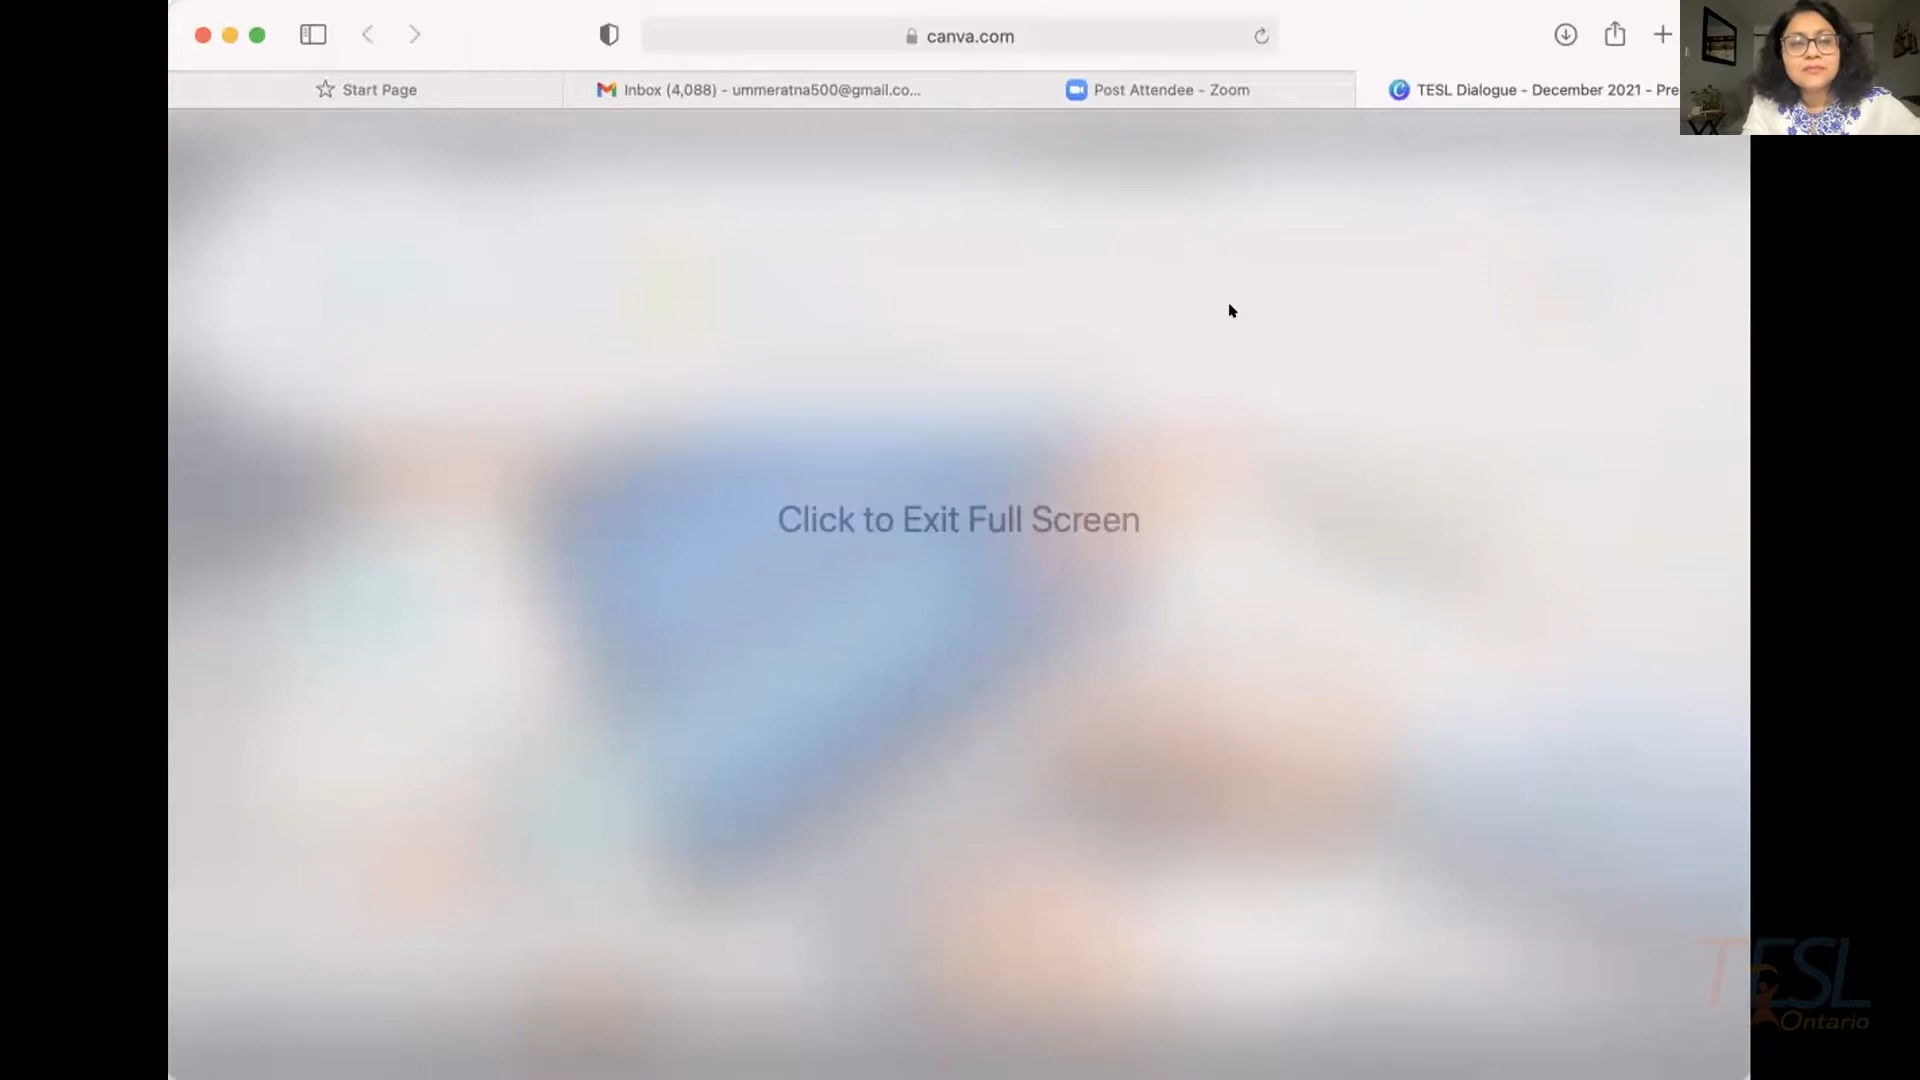 canva.com
Start Page
Inbox (4,088) - ummeratna500@gmail.co...
Post Attendee - Zoom
TESL Dialogue - December 2021 - Pre
Click to Exit Full Screen
TESL
Ontario